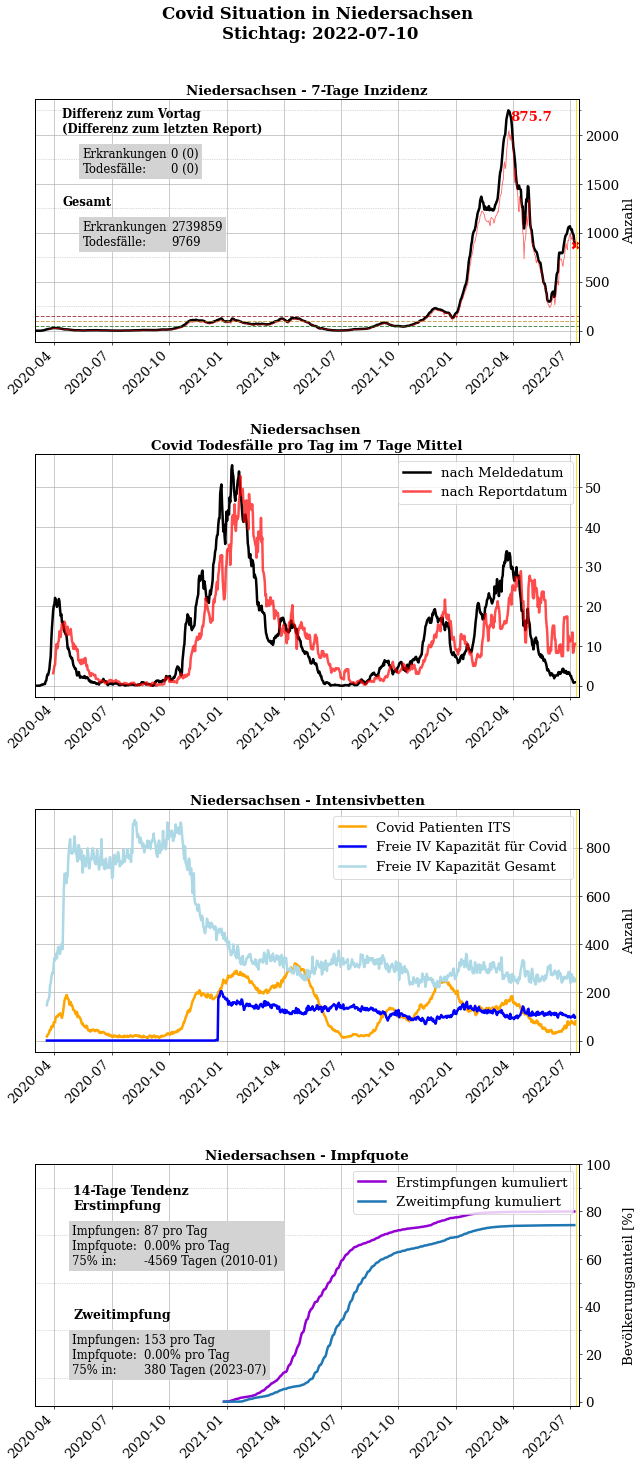 Covid Situation in Niedersachsen
Stichtag: 2022-07-10
Niedersachsen - 7-Tage Inzidenz
Differenz zum Vortag
(Differenz zum letzten Report)
Erkrankungen 0 (0)
Todesfälle: 0 (0)
Gesamt
Erkrankungen 2739859
Todesfälle: 9769
875.7
2000
1500
1000
500
0
Anzahl
2020-04
2020-07
2020-10
2021-01
2021-04
2021-07
2021-10
2022-01
2022-04
2022-07
Niedersachsen
Covid Todesfälle pro Tag im 7 Tage Mittel
nach Meldedatum
nach Reportdatum
50
40
30
20
10
0
2020-04
2020-07
2020-10
2021-01
2021-04
2021-07
2021-10
2022-01
2022-04
2022-07
Niedersachsen - Intensivbetten
Covid Patienten ITS
Freie IV Kapazität für Covid
Freie IV Kapazität Gesamt
800
600
400
200
0
Anzahl
2020-04
2020-07
2020-10
2021-01
2021-04
2021-07
2021-10
2022-01
2022-04
2022-07
Niedersachsen - Impfquote
14-Tage Tendenz
Erstimpfung
Impfungen: 87 pro Tag
Impfquote: 0.00% pro Tag
75% in: -4569 Tagen (2010-01)
Zweitimpfung
Impfungen: 153 pro Tag
Impfquote: 0.00% pro Tag
75% in: 380 Tagen (2023-07)
Erstimpfungen kumuliert
Zweitimpfung kumuliert
100
80
60
40
20
0
Bevölkerungsanteil [%]
2020-04
2020-07
2020-10
2021-01
2021-04
2021-07
2021-10
2022-01
2022-04
2022-07